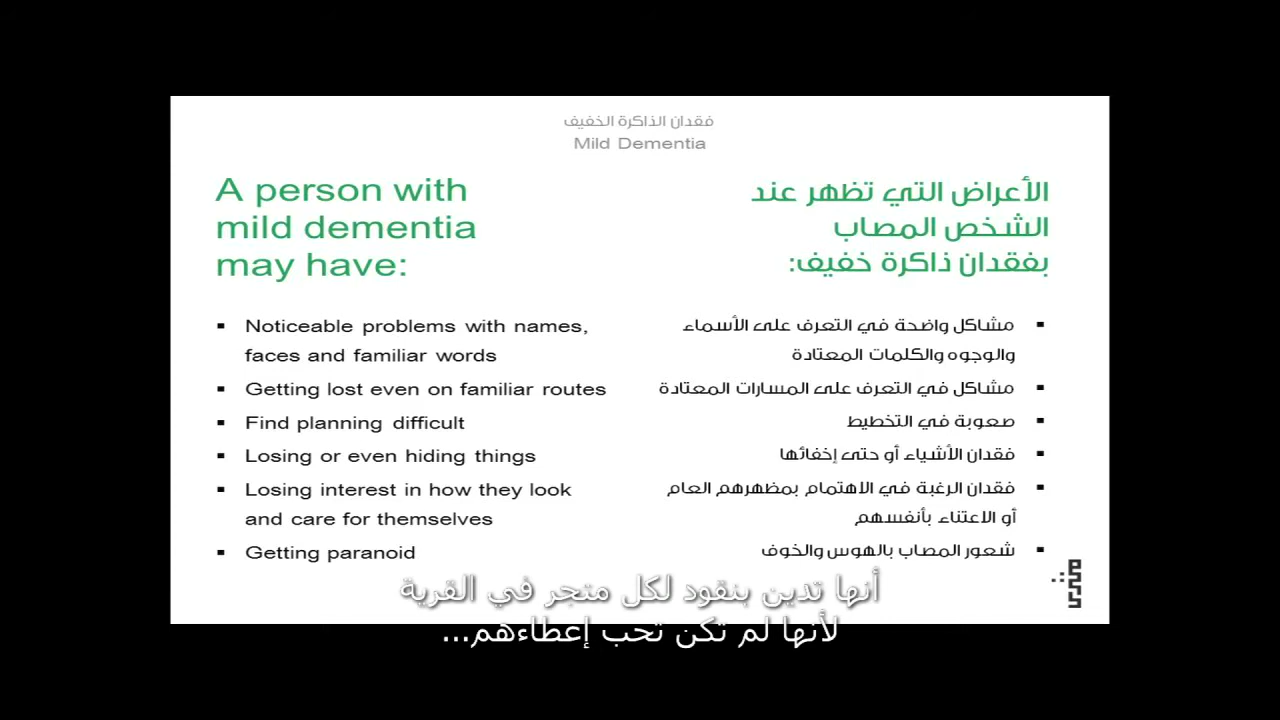 فقدان الذاكرة الخفيف
Mild Dementia
A person with
mild dementia
may have:
▪ Noticeable problems with names,
faces and familiar words
▪ Getting lost even on familiar routes
▪ Find planning difficult
▪ Losing or even hiding things
▪ Losing interest in how they look
and care for themselves
▪ Getting paranoid
الأعراض التي تظهر عند
الشخص المصاب
بفقدان ذاكرة خفيف:
▪ مشاكل واضحة في التعرف على الأسماء
والوجوه والكلمات المعتادة
▪ مشاكل في التعرف على المسارات المعتادة
▪ صعوبة في التخطيط
▪ فقدان الأشياء أو حتى إخفائها
▪ فقدان الرغبة في الاهتمام بمظهرهم العام
أو الاعتناء بأنفسهم
▪ شعور المصاب بالهوس والخوف
أنها تدين بنقود لكل متجر في القرية
لأنها لم تكن تحب إعطاءهم...